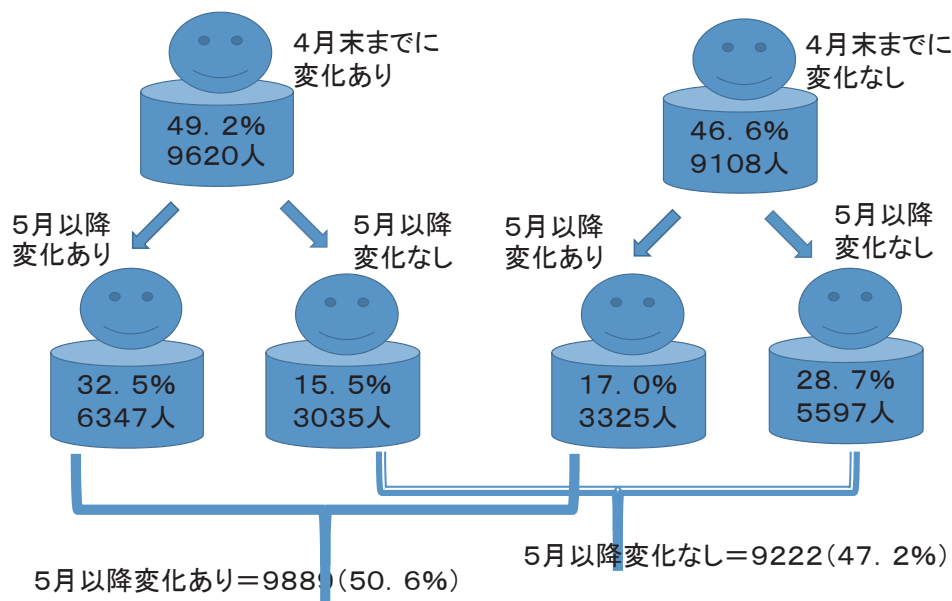 ４月末までに
変化あり
４９．２%
９６２０人
４月末までに
変化なし
４６．６%
９１０８人
５月以降
変化あり
５月以降
変化なし
５月以降
変化あり
５月以降
変化なし
３２．５%
６３４７人
１５．５%
３０３５人
１７．０%
３３２５人
２８．７%
５５９７人
５月以降変化あり＝９８８９（５０．６%）
５月以降変化なし＝９２２２（４７．２%）